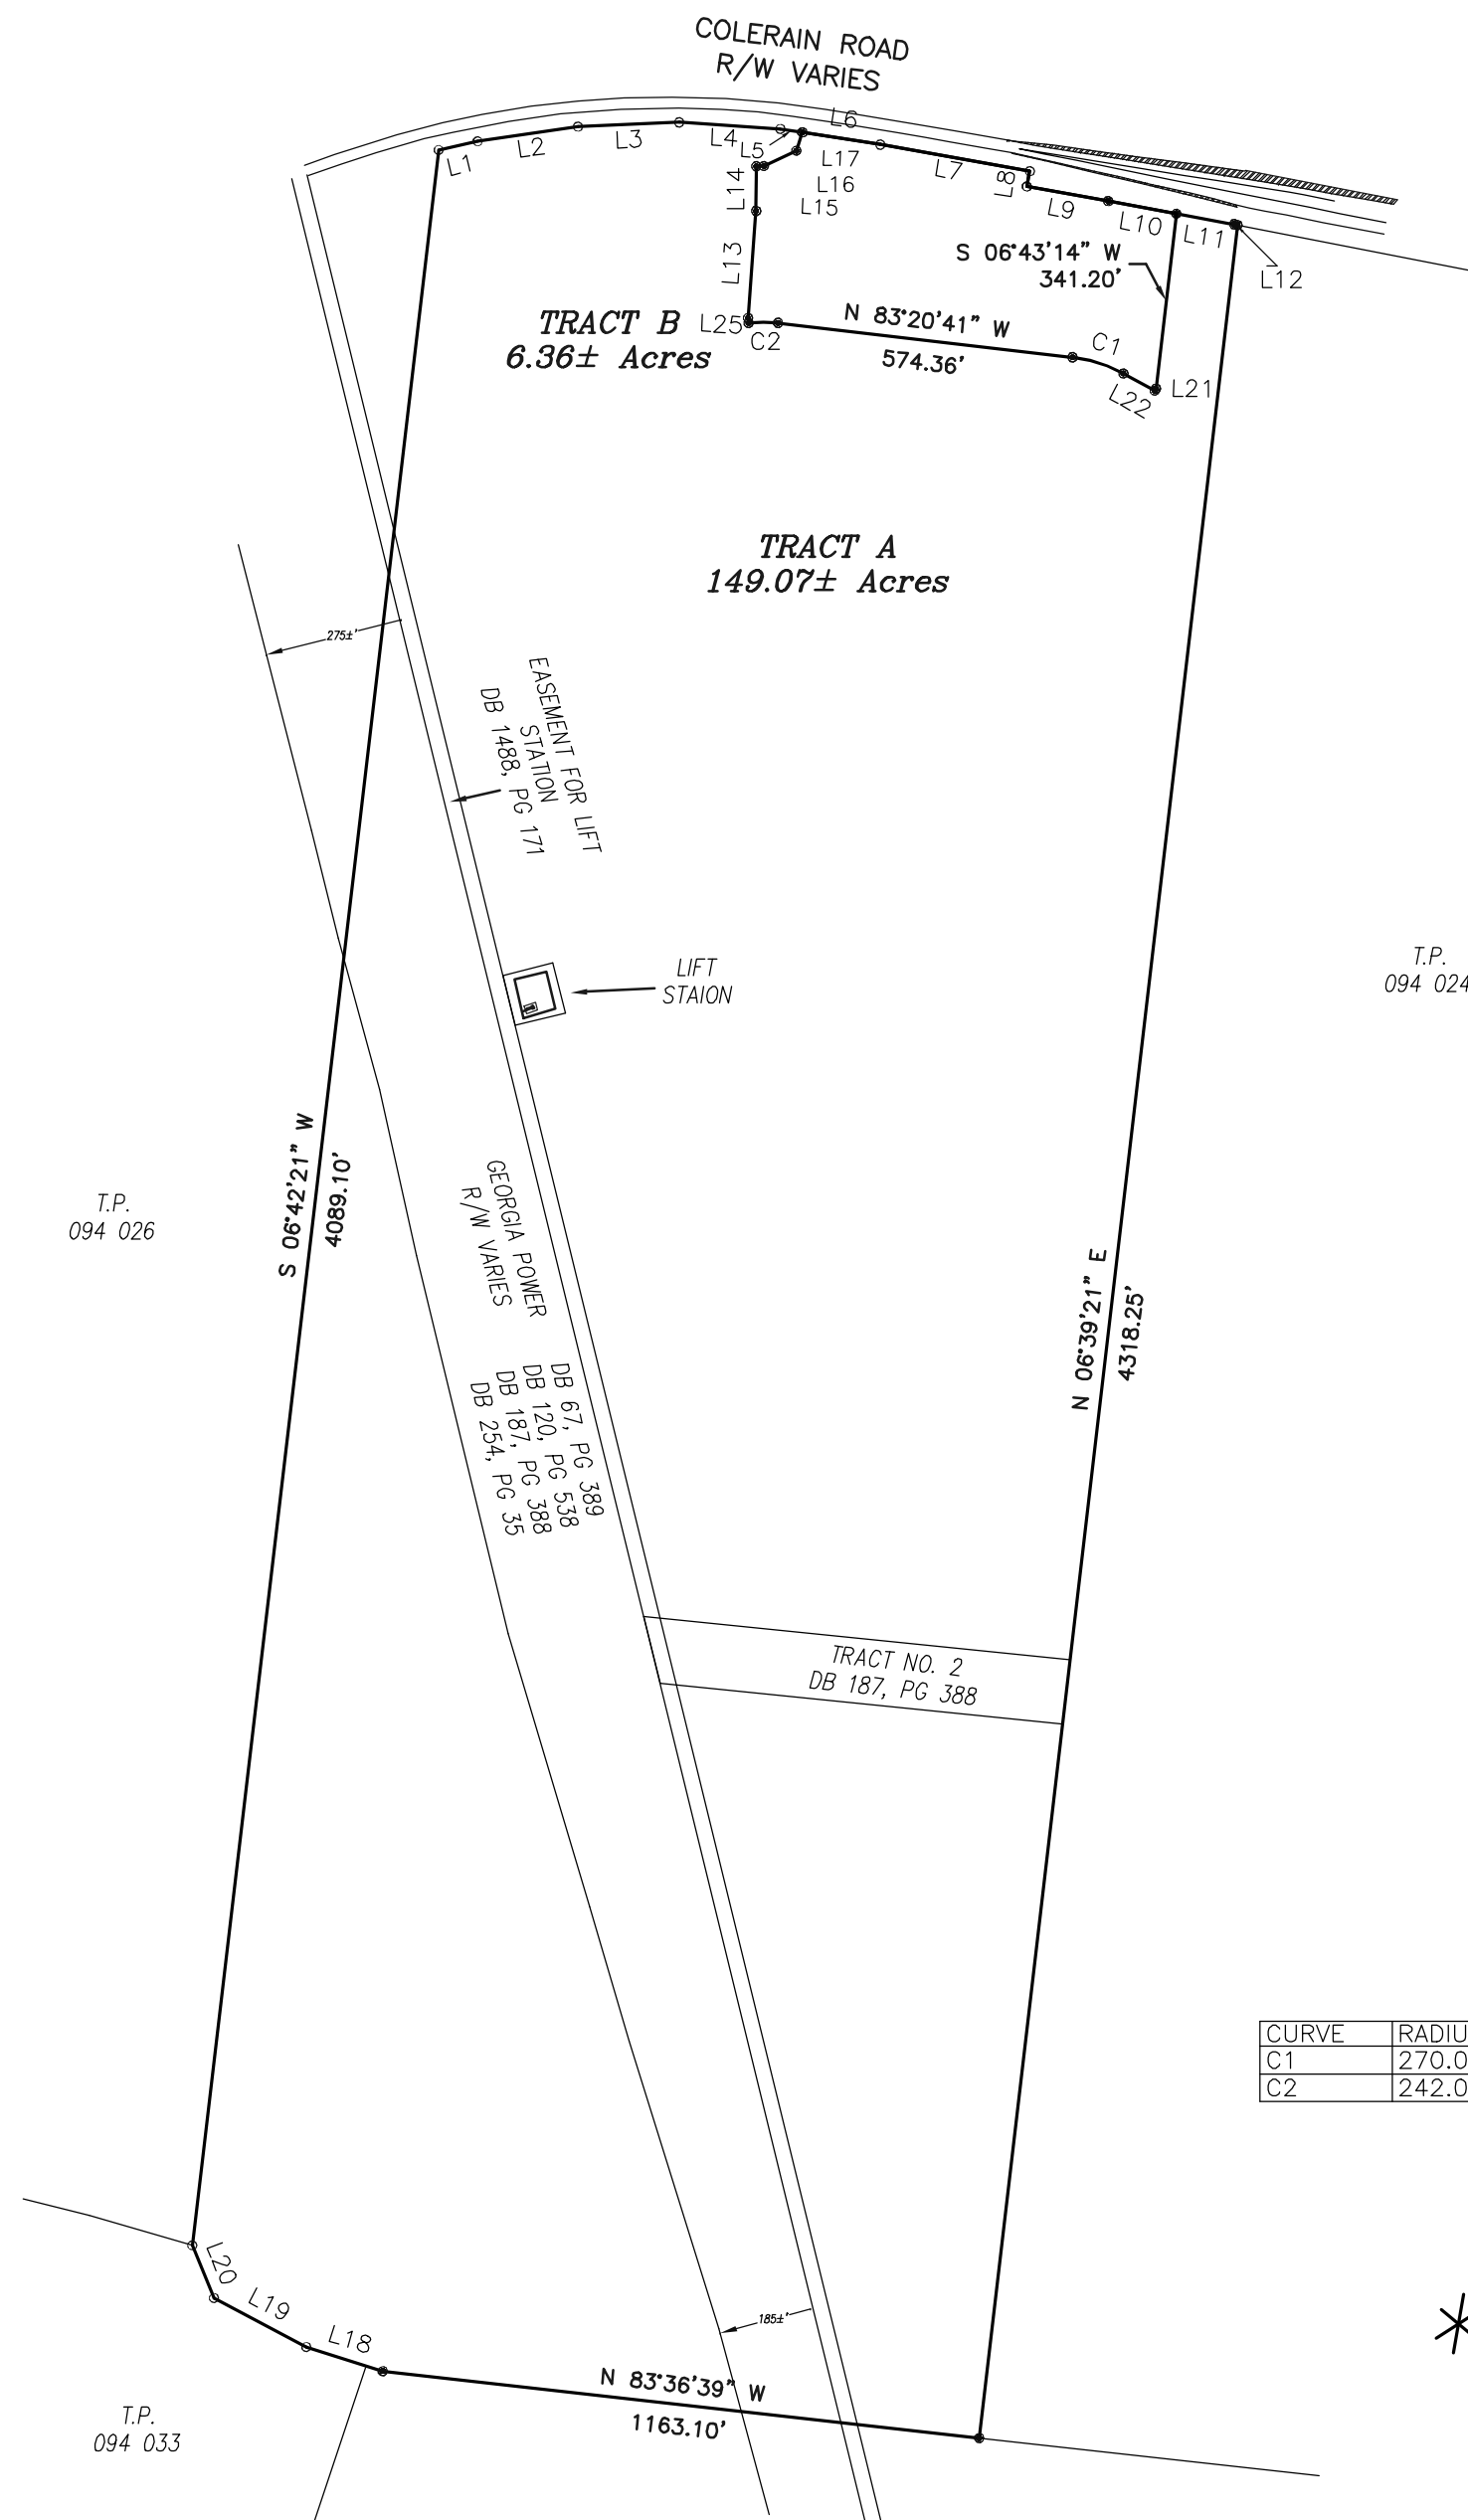 COLERAIN ROAD
R/W VARIES
L1
L2
L3
L4
L5
L6
L17
L16
L15
L14
L13
L7
L8
L9
L10
L11
L12
S 06°43'14" W
341.20'
TRACT B
6.36± Acres
L25
C2
N 83°20'41" W
574.36'
C1
L22
L21
TRACT A
149.07± Acres
275±'
EASEMENT FOR LIFT
STATION
DB 1488, PG 171
LIFT
STAION
T.P.
094 024
T.P.
094 026
S 06°42'21" W
4089.10'
GEORGIA POWER
R/W VARIES
N 06°39'21" E
4318.25'
DB 67, PG 389
DB 120, PG 538
DB 187, PG 388
DB 254, PG 35
TRACT NO. 2
DB 187, PG 388
CURVE RADIU
C1 270.0
C2 242.0
L20
L19
L18
185±'
N 83°36'39" W
1163.10'
T.P.
094 033